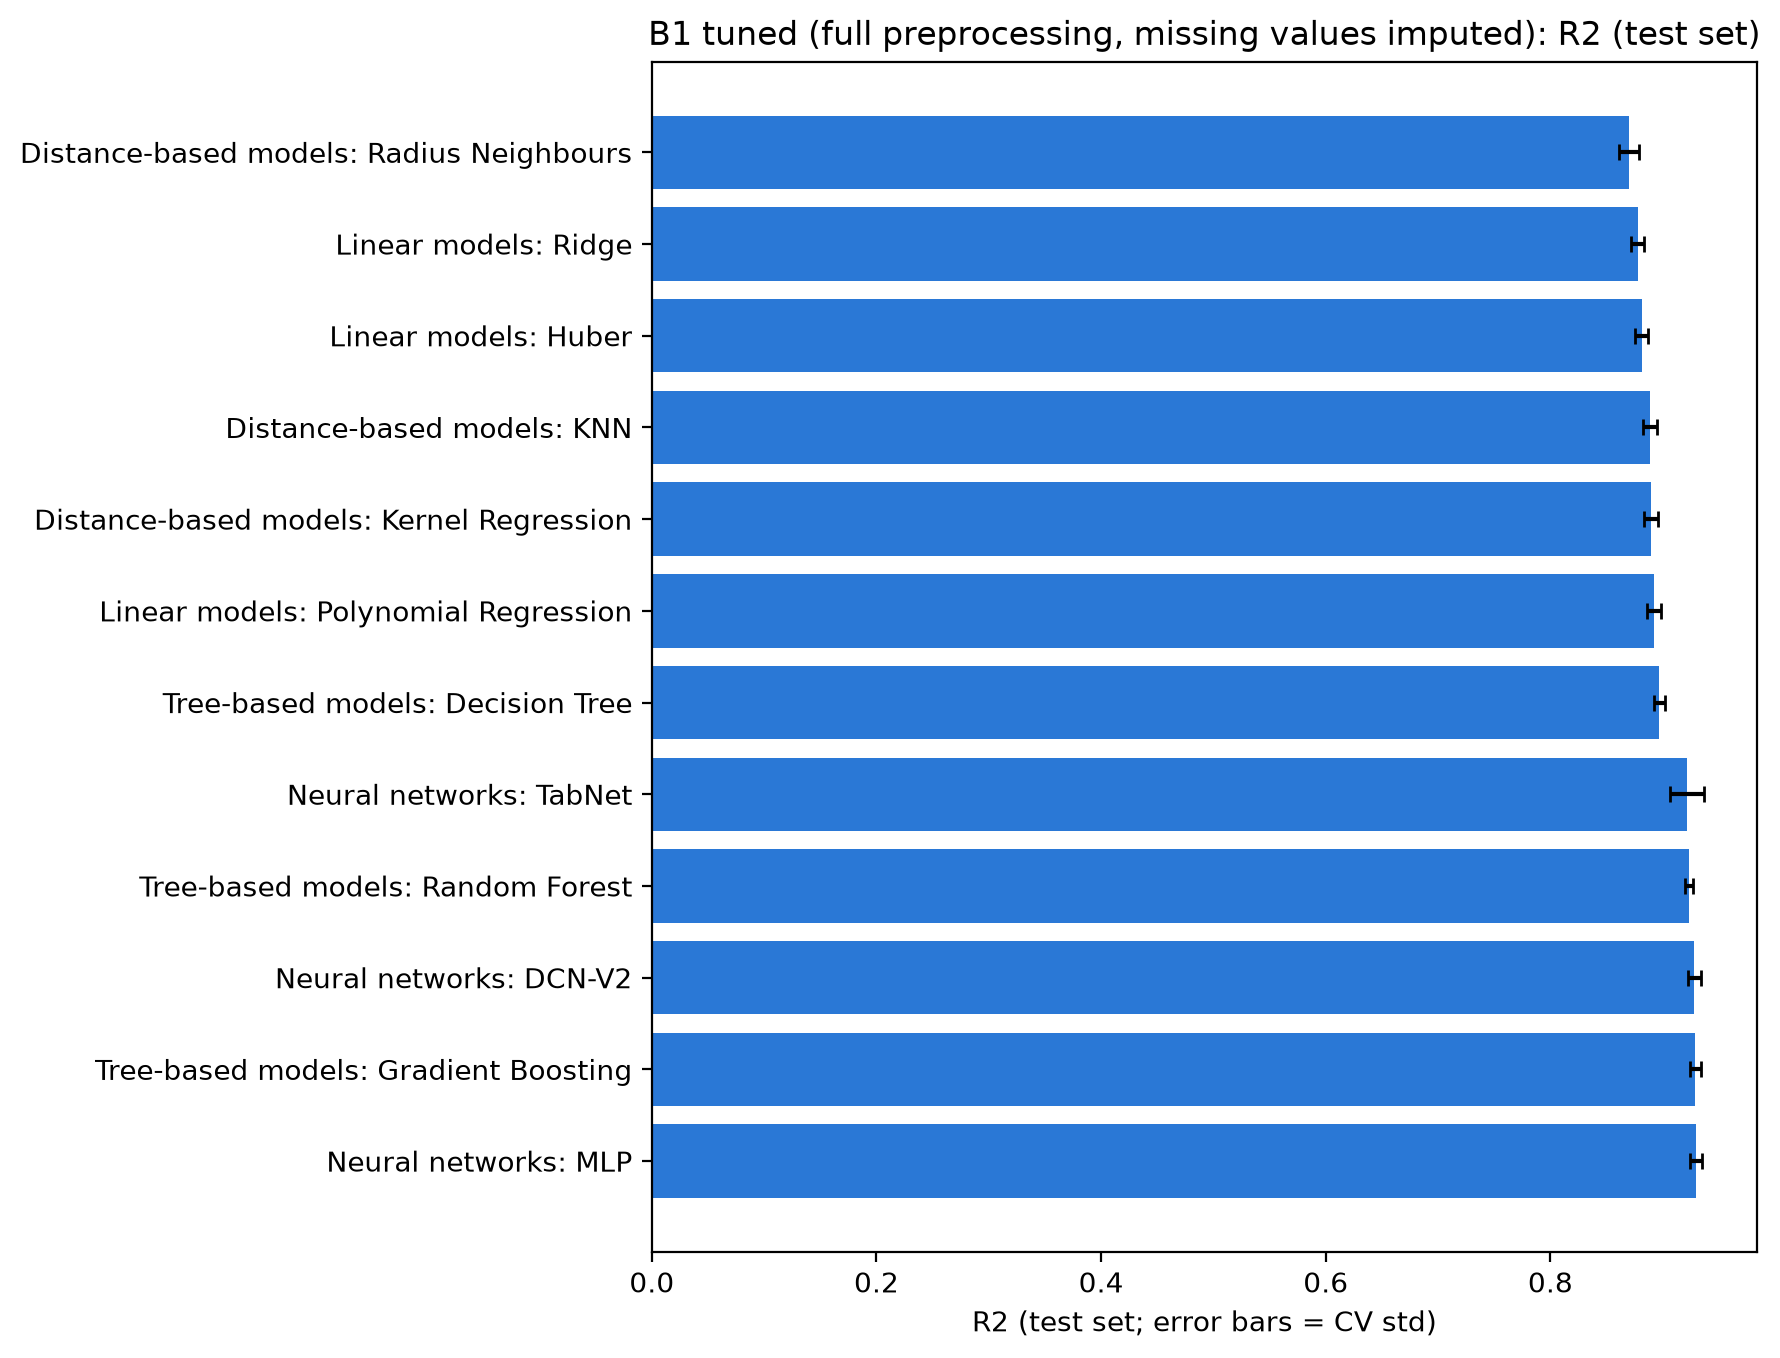 B1 tuned (full preprocessing, missing values imputed): R2 (test set)
Distance-based models: Radius Neighbours
Linear models: Ridge
Linear models: Huber
Distance-based models: KNN
Distance-based models: Kernel Regression
Linear models: Polynomial Regression
Tree-based models: Decision Tree
Neural networks: TabNet
Tree-based models: Random Forest
Neural networks: DCN-V2
Tree-based models: Gradient Boosting
Neural networks: MLP
0.0 0.2 0.4 0.6 0.8
R2 (test set; error bars = CV std)